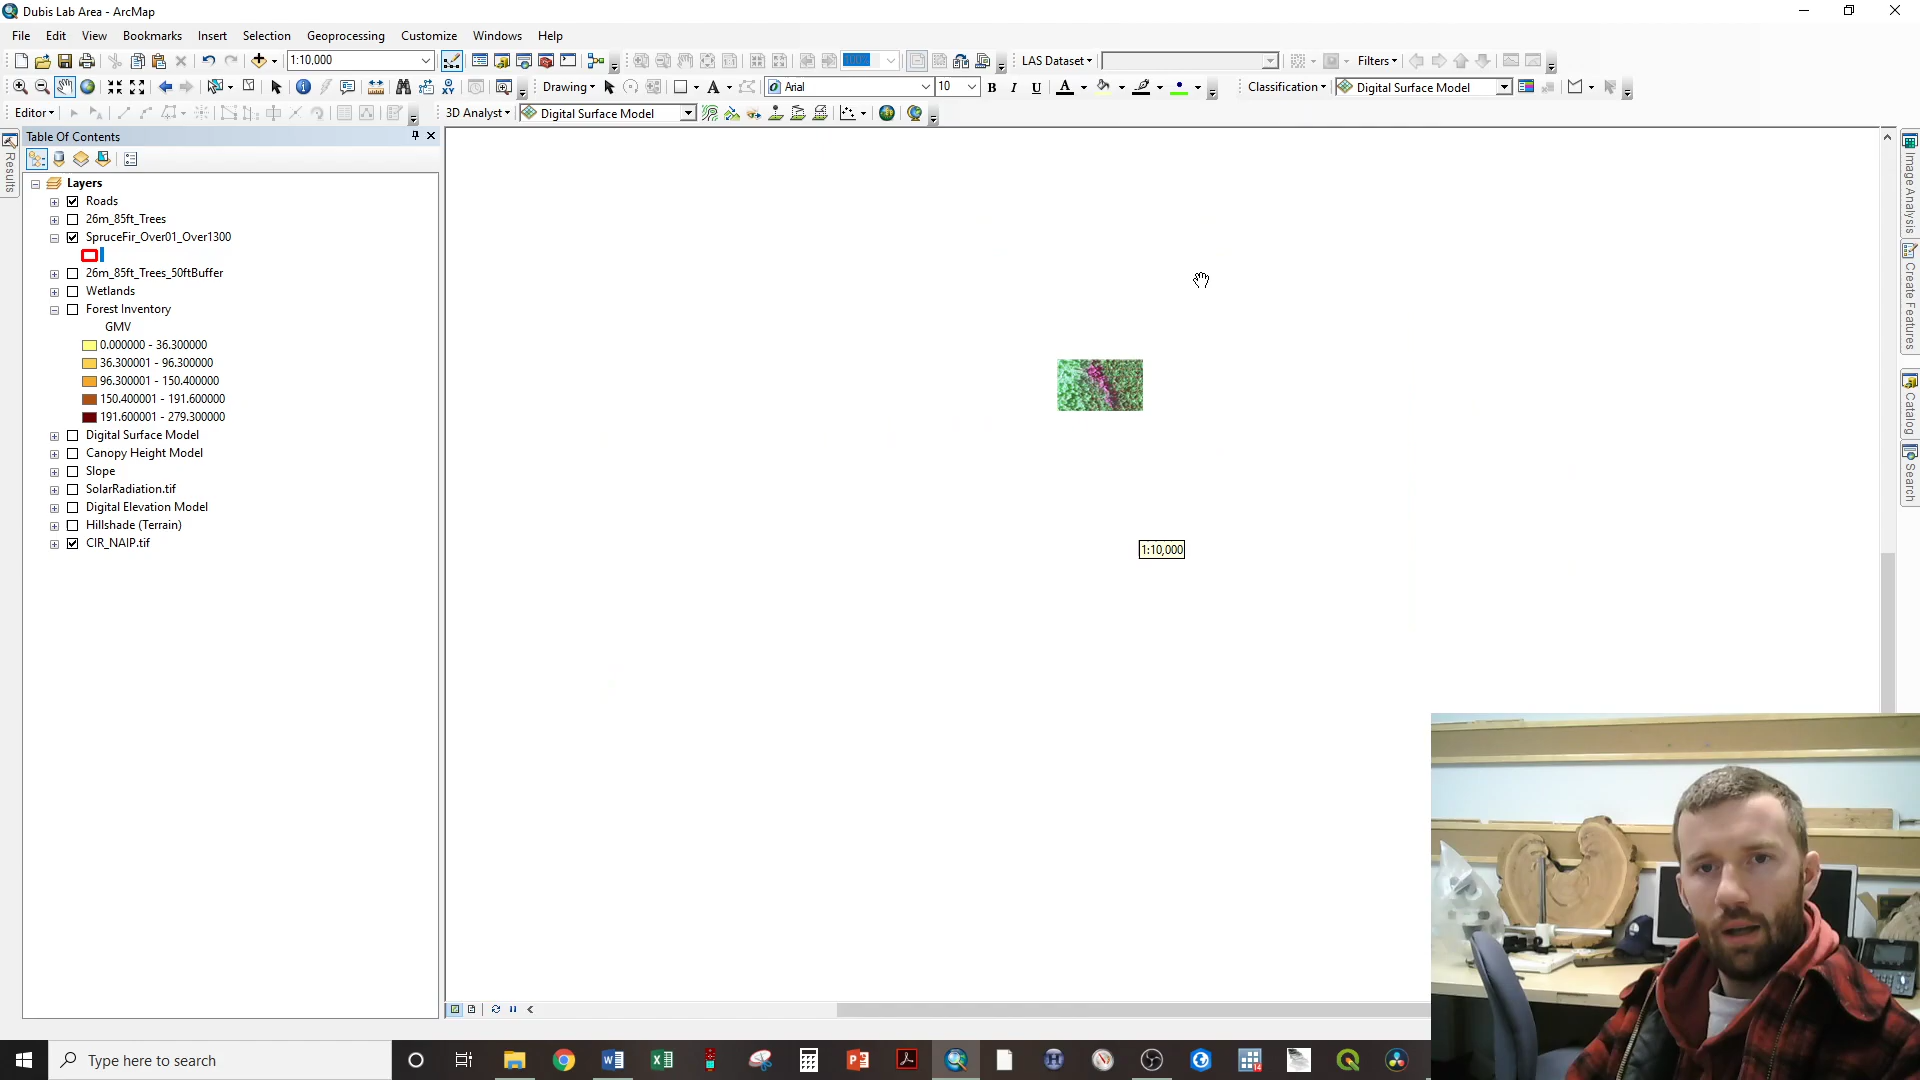 Dubis Lab Area - ArcMap
File Edit View Bookmarks Insert Selection Geoprocessing Customize Windows Help
1:10,000
100%
LAS Dataset
Filters
Drawing
Arial
10
B I U A
Classification
Digital Surface Model
Editor
3D Analyst
Digital Surface Model
Table Of Contents
Results
Layers
Roads
26m_85ft_Trees
SpruceFir_Over01_Over1300
26m_85ft_Trees_50ftBuffer
Wetlands
Forest Inventory
GMV
0.000000 - 36.300000
36.300001 - 96.300000
96.300001 - 150.400000
150.400001 - 191.600000
191.600001 - 279.300000
Digital Surface Model
Canopy Height Model
Slope
SolarRadiation.tif
Digital Elevation Model
Hillshade (Terrain)
CIR_NAIP.tif
1:10,000
Image Analysis
Create Features
Catalog
Search
Type here to search